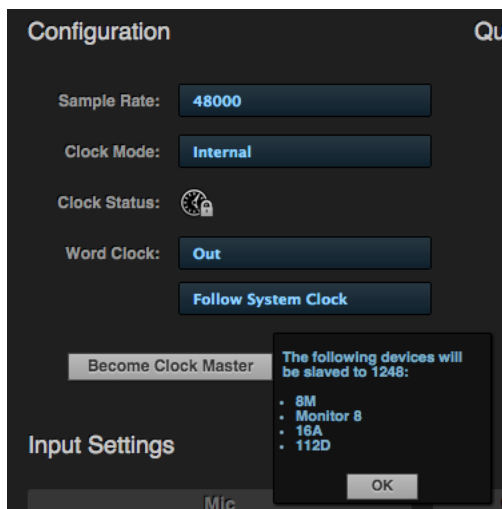 Configuration
Qu
Sample Rate: 48000
Clock Mode: Internal
Clock Status:
Word Clock: Out
Follow System Clock
Become Clock Master
The following devices will
be slaved to 1248:
• 8M
• Monitor 8
• 16A
• 112D
OK
Input Settings
Mic